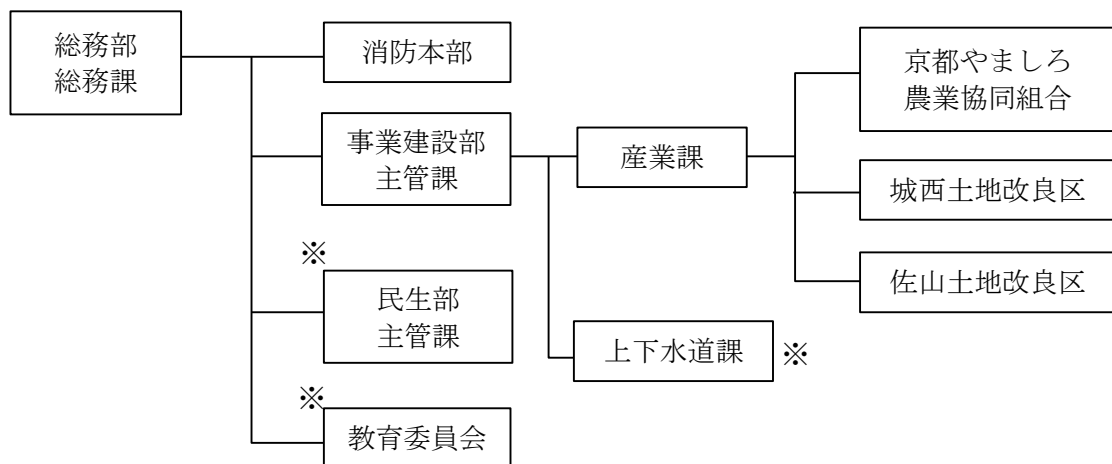 総務部
総務課
消防本部
事業建設部
主管課
※
民生部
主管課
※
教育委員会
産業課
上下水道課 ※
京都やましろ
農業協同組合
城西土地改良区
佐山土地改良区